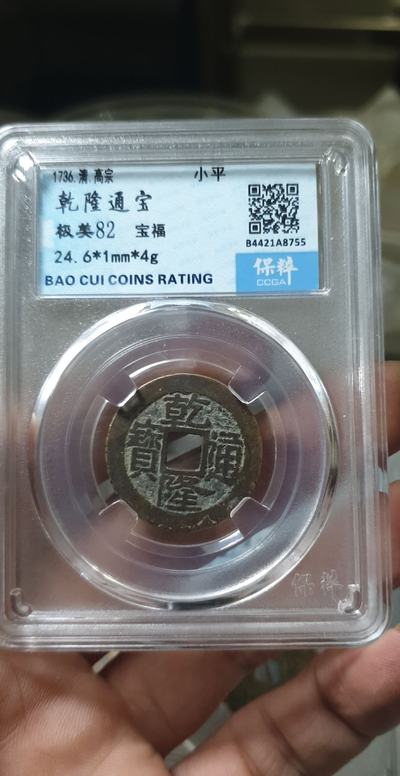 1736.清.高宗 小平
乾隆通宝
极美82 宝福
24.6*1mm*4g
B4421A8755
BAO CUI COINS RATING
保粹
CCGA
乾隆通寶
保粹